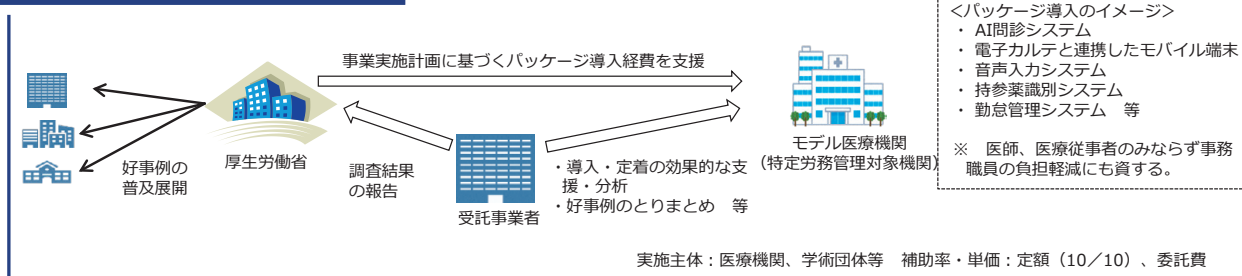 事業実施計画に基づくパッケージ導入経費を支援
厚生労働省
好事例の
普及展開
調査結果
の報告
受託事業者
・導入・定着の効果的な支
援・分析
・好事例のとりまとめ　等
モデル医療機関
（特定労務管理対象機関）
＜パッケージ導入のイメージ＞
・ AI問診システム
・ 電子カルテと連携したモバイル端末
・ 音声入力システム
・ 持参薬識別システム
・ 勤怠管理システム　等
※　医師、医療従事者のみならず事務
職員の負担軽減にも資する。
実施主体：医療機関、学術団体等　補助率・単価：定額（10／10）、委託費